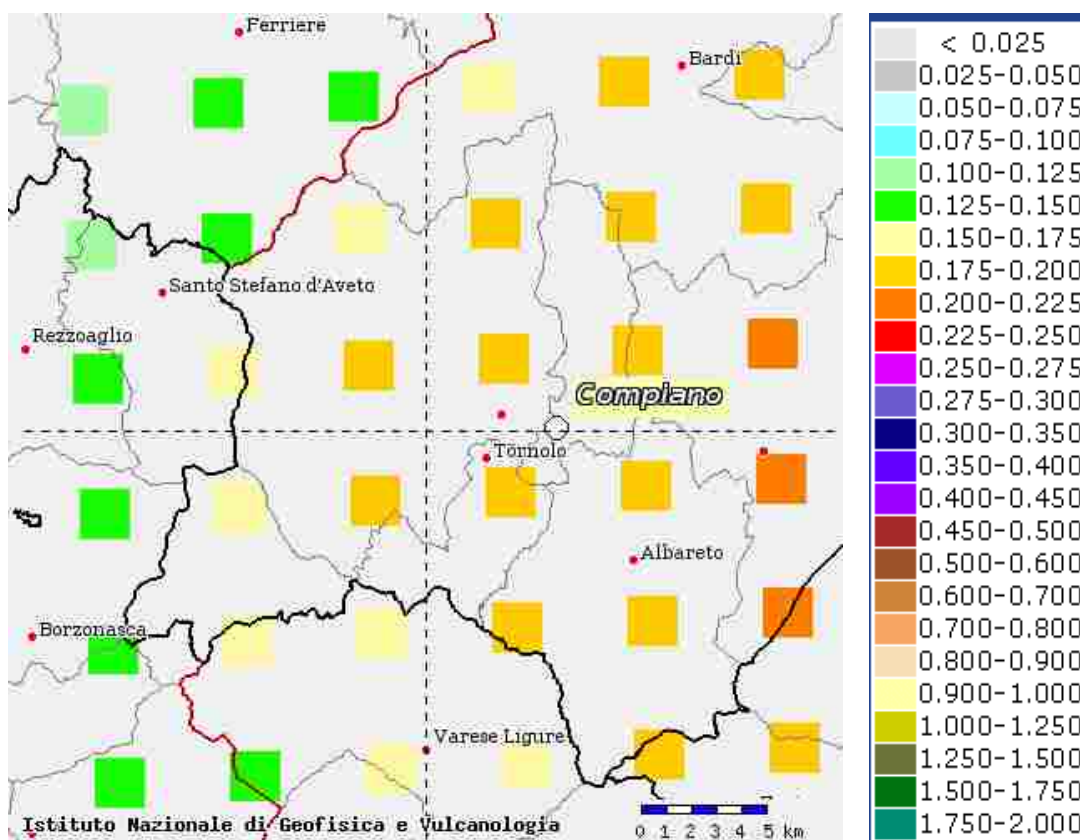 Ferriere
Bardi
Santo Stefano d'Aveto
Rezzoaglio
Compiano
Tornolo
Albareto
Borzonasca
Varese Ligure
Istituto Nazionale di Geofisica e Vulcanologia
0 1 2 3 4 5 km
< 0.025
0.025-0.050
0.050-0.075
0.075-0.100
0.100-0.125
0.125-0.150
0.150-0.175
0.175-0.200
0.200-0.225
0.225-0.250
0.250-0.275
0.275-0.300
0.300-0.350
0.350-0.400
0.400-0.450
0.450-0.500
0.500-0.600
0.600-0.700
0.700-0.800
0.800-0.900
0.900-1.000
1.000-1.250
1.250-1.500
1.500-1.750
1.750-2.000